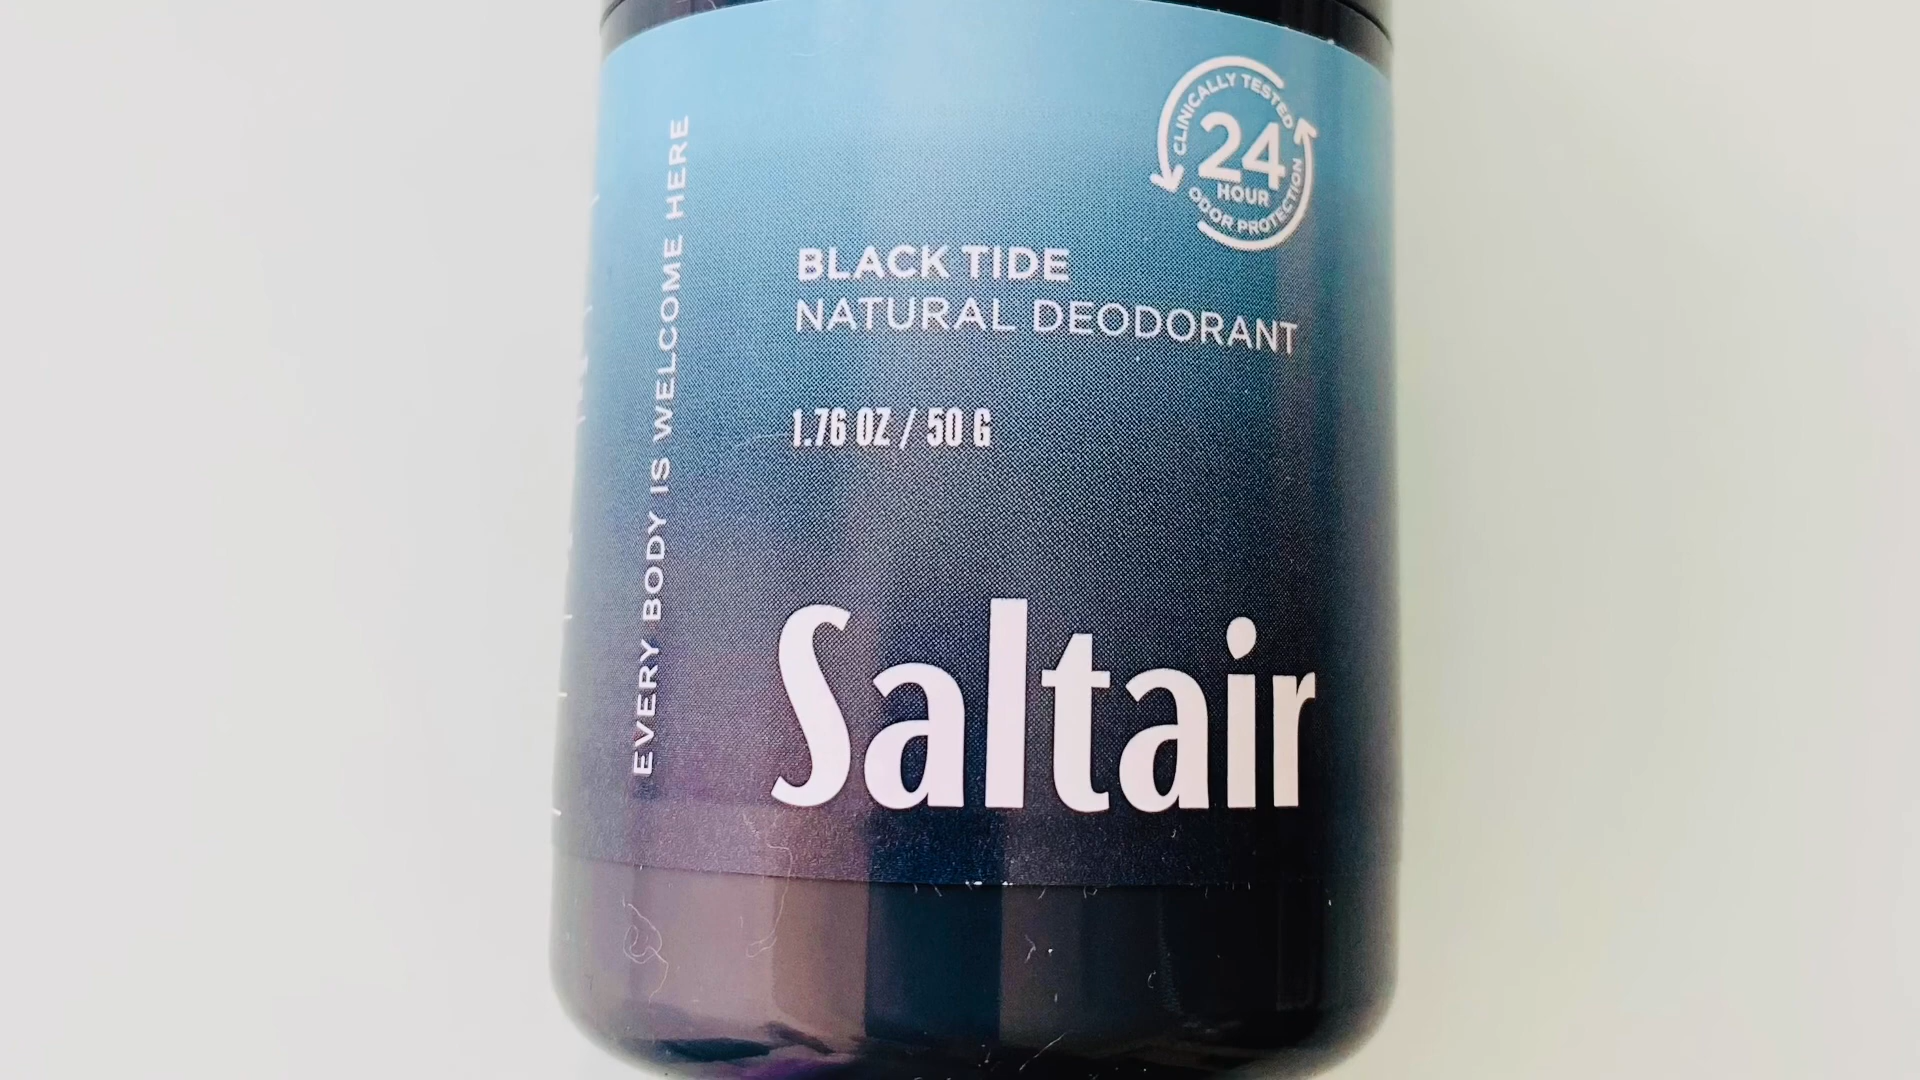 CLINICALLY TESTED
24
HOUR
ODOR PROTECTION
BLACK TIDE
NATURAL DEODORANT
1.76 OZ / 50 G
EVERY BODY IS WELCOME HERE
Saltair